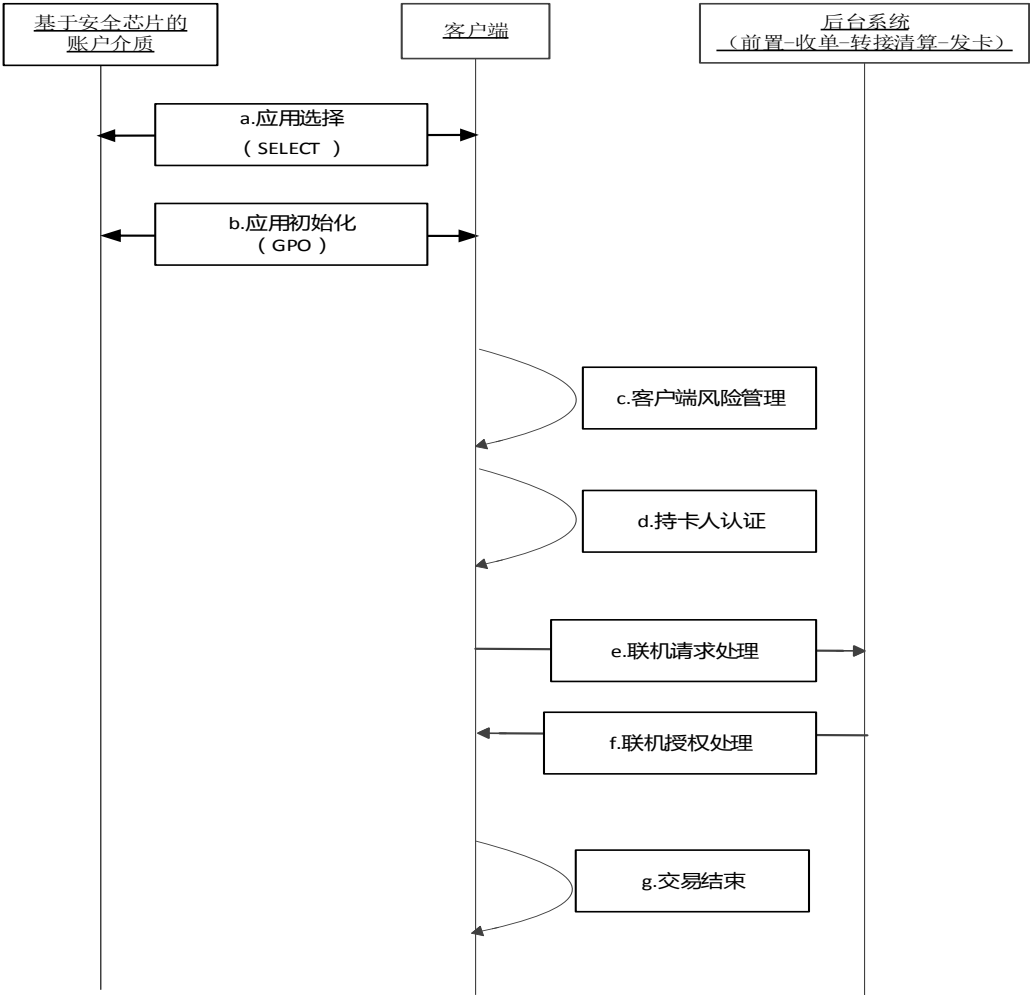 基于安全芯片的
账户介质
客户端
后台系统
（前置-收单-转接清算-发卡）
a.应用选择
（SELECT ）
b.应用初始化
（GPO）
c.客户端风险管理
d.持卡人认证
e.联机请求处理
f.联机授权处理
g.交易结束